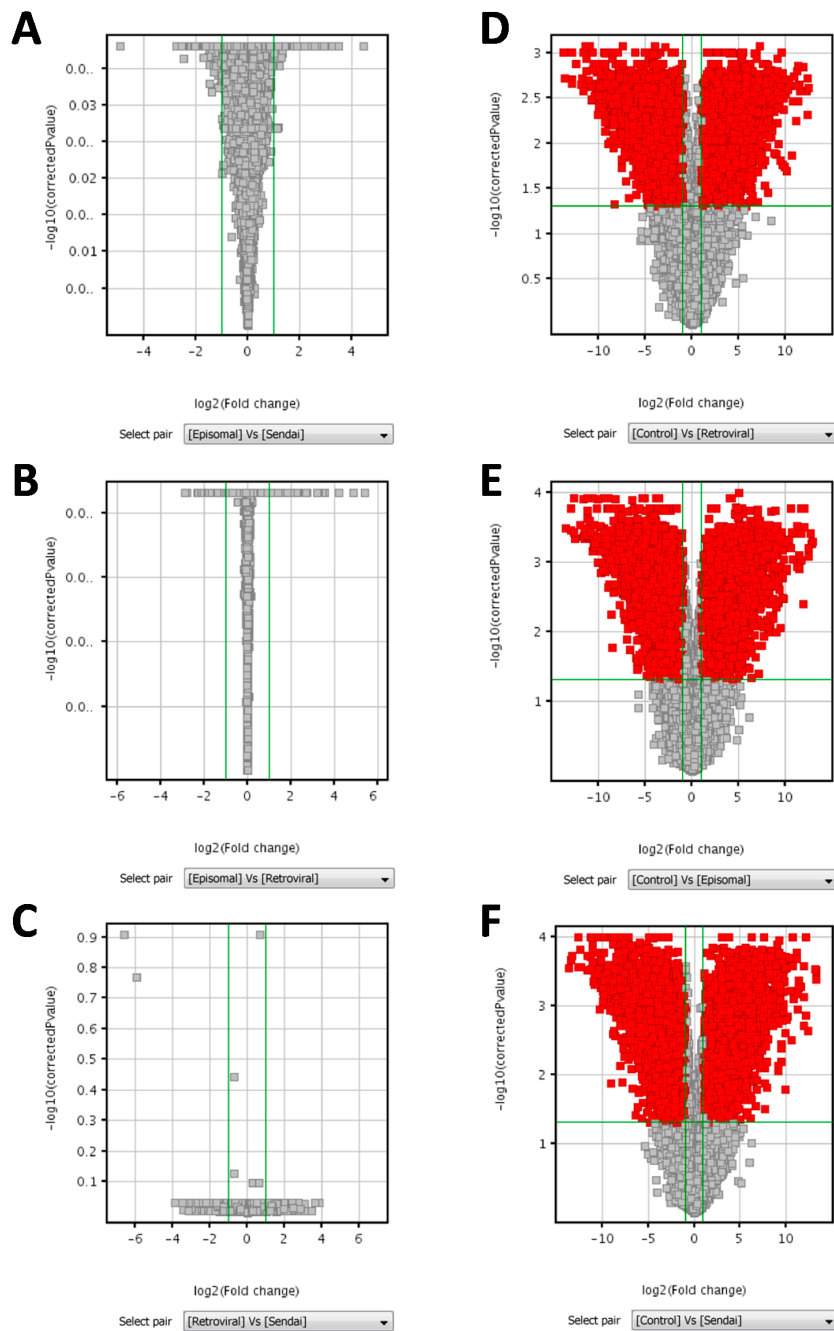 A
−log10(correctedPvalue)
0.0..
0.03
0.0..
0.02
0.0..
0.01
0.0..
−4
−2
0
2
4
log2(Fold change)
Select pair [Episomal] Vs [Sendai]
B
−log10(correctedPvalue)
0.0..
0.0..
0.0..
0.0..
−6
−4
−2
0
2
4
6
log2(Fold change)
Select pair [Episomal] Vs [Retroviral]
C
−log10(correctedPvalue)
0.9
0.8
0.7
0.6
0.5
0.4
0.3
0.2
0.1
−6
−4
−2
0
2
4
6
log2(Fold change)
Select pair [Retroviral] Vs [Sendai]
D
−log10(correctedPvalue)
3
2.5
2
1.5
1
0.5
−10
−5
0
5
10
log2(Fold change)
Select pair [Control] Vs [Retroviral]
E
−log10(correctedPvalue)
4
3
2
1
−10
−5
0
5
10
log2(Fold change)
Select pair [Control] Vs [Episomal]
F
−log10(correctedPvalue)
4
3
2
1
−10
−5
0
5
10
log2(Fold change)
Select pair [Control] Vs [Sendai]